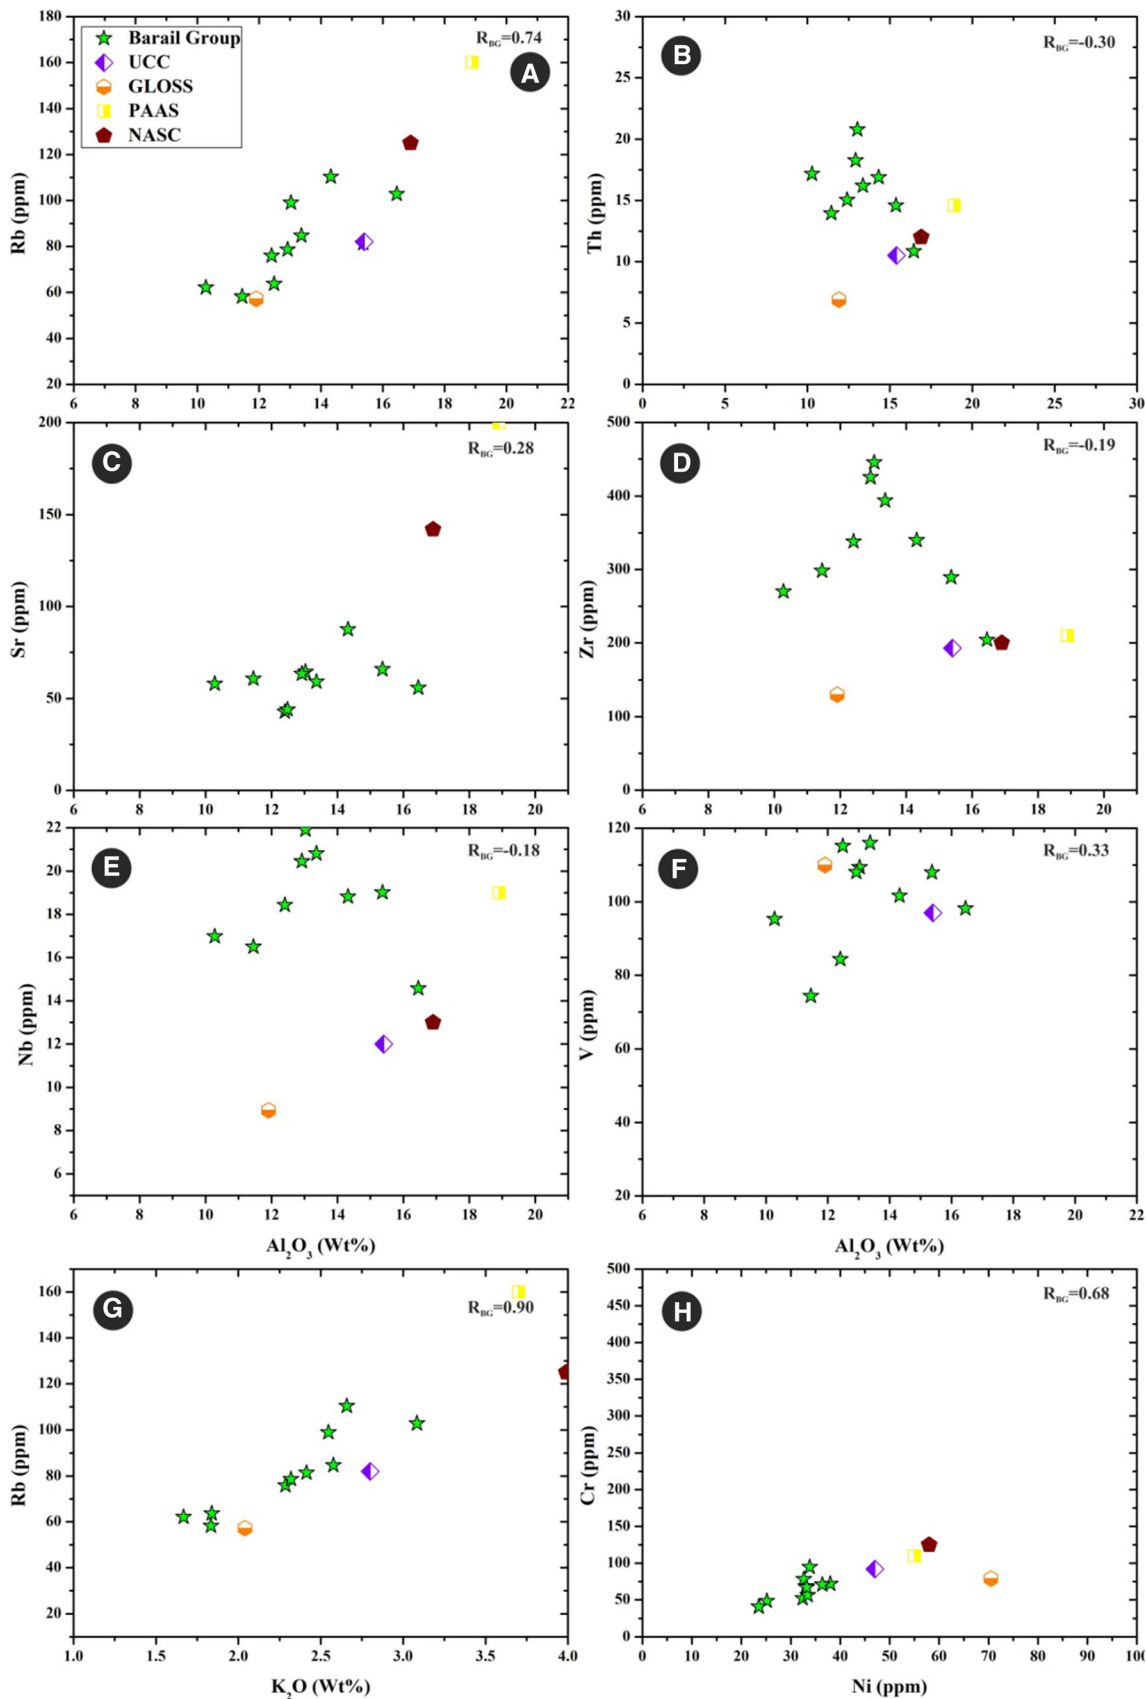 R_BG=0.74
A
Barail Group
UCC
GLOSS
PAAS
NASC
Rb (ppm)
200
180
160
140
120
100
80
60
40
20
6 8 10 12 14 16 18 20 22
R_BG=-0.30
B
Th (ppm)
30
25
20
15
10
5
0
0 5 10 15 20 25 30
R_BG=0.28
C
Sr (ppm)
200
150
100
50
0
6 8 10 12 14 16 18 20
R_BG=-0.19
D
Zr (ppm)
500
400
300
200
100
0
6 8 10 12 14 16 18 20
R_BG=-0.18
E
Nb (ppm)
22
20
18
16
14
12
10
8
6
6 8 10 12 14 16 18 20
Al₂O₃ (Wt%)
R_BG=0.33
F
V (ppm)
120
100
80
60
40
20
6 8 10 12 14 16 18 20 22
Al₂O₃ (Wt%)
R_BG=0.90
G
Rb (ppm)
160
140
120
100
80
60
40
20
1.0 1.5 2.0 2.5 3.0 3.5 4.0
K₂O (Wt%)
R_BG=0.68
H
Cr (ppm)
500
450
400
350
300
250
200
150
100
50
0
0 10 20 30 40 50 60 70 80 90 100
Ni (ppm)